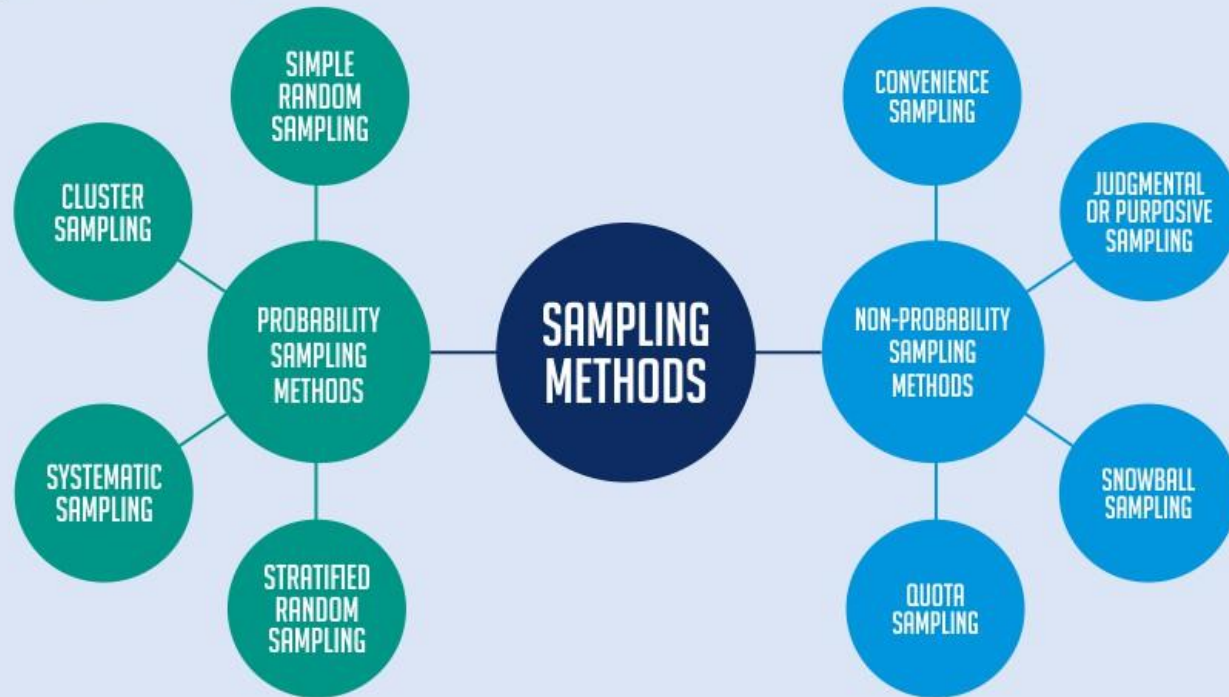 SIMPLE
RANDOM
SAMPLING
CLUSTER
SAMPLING
PROBABILITY
SAMPLING
METHODS
SYSTEMATIC
SAMPLING
STRATIFIED
RANDOM
SAMPLING
SAMPLING
METHODS
CONVENIENCE
SAMPLING
JUDGMENTAL
OR PURPOSIVE
SAMPLING
NON-PROBABILITY
SAMPLING
METHODS
SNOWBALL
SAMPLING
QUOTA
SAMPLING